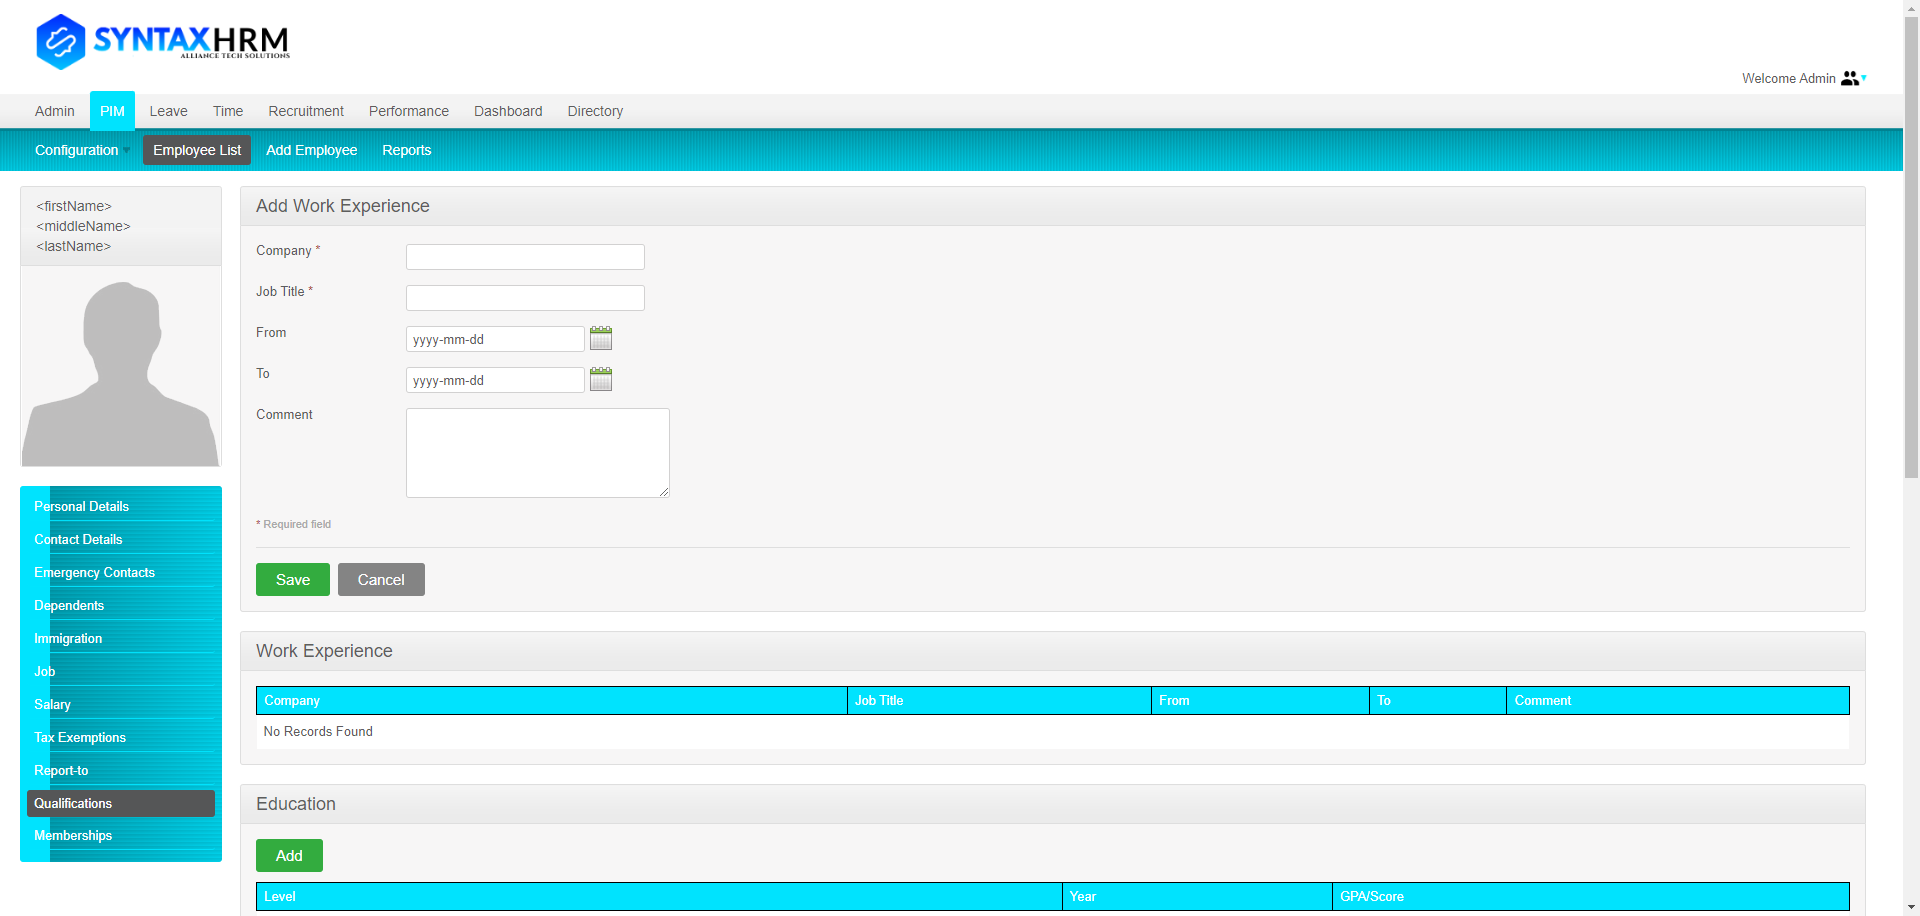 SYNTAXHRM
ALLIANCE TECH SOLUTIONS
Welcome Admin
Admin PIM Leave Time Recruitment Performance Dashboard Directory
Configuration Employee List Add Employee Reports
<firstName>
<middleName>
<lastName>
Personal Details
Contact Details
Emergency Contacts
Dependents
Immigration
Job
Salary
Tax Exemptions
Report-to
Qualifications
Memberships
Add Work Experience
Company *
Job Title *
From yyyy-mm-dd
To yyyy-mm-dd
Comment
* Required field
Save Cancel
Work Experience
Company Job Title From To Comment
No Records Found
Education
Add
Level Year GPA/Score